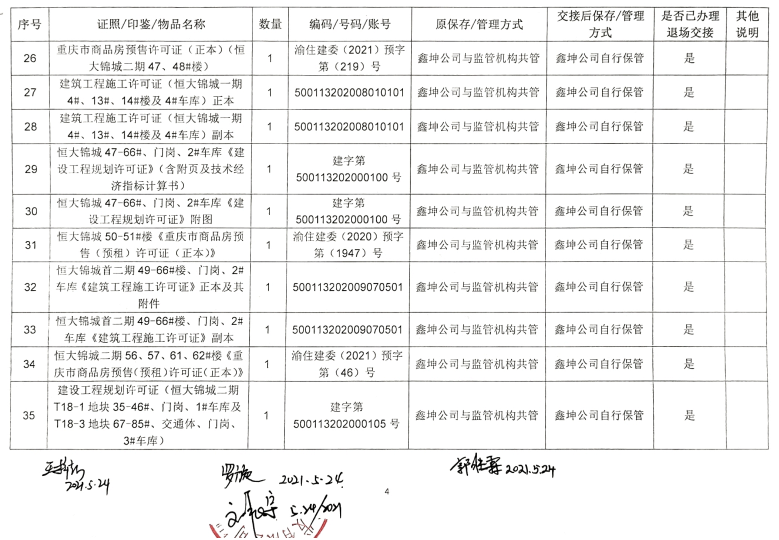 序号 证照/印鉴/物品名称 数量 编码/号码/账号 原保存/管理方式 交接后保存/管理方式 是否已办理退场交接 其他说明
26 重庆市商品房预售许可证（正本）（恒大锦城二期 47、48#楼） 1 渝住建委（2021）预字第（219）号 鑫坤公司与监管机构共管 鑫坤公司自行保管 是
27 建筑工程施工许可证（恒大锦城一期 4#、13#、14#楼及 4#车库）正本 1 500113202008010101 鑫坤公司与监管机构共管 鑫坤公司自行保管 是
28 建筑工程施工许可证（恒大锦城一期 4#、13#、14#楼及 4#车库）副本 1 500113202008010101 鑫坤公司与监管机构共管 鑫坤公司自行保管 是
29 恒大锦城 47-66#、门岗、2#车库《建设工程规划许可证》（含附页及技术经济指标计算书） 1 建字第 500113202000100 号 鑫坤公司与监管机构共管 鑫坤公司自行保管 是
30 恒大锦城 47-66#、门岗、2#车库《建设工程规划许可证》附图 1 建字第 500113202000100 号 鑫坤公司与监管机构共管 鑫坤公司自行保管 是
31 恒大锦城 50-51#楼《重庆市商品房预售（预租）许可证（正本）》 1 渝住建委（2020）预字第（1947）号 鑫坤公司与监管机构共管 鑫坤公司自行保管 是
32 恒大锦城首二期 49-66#楼、门岗、2#车库《建筑工程施工许可证》正本及其附件 1 500113202009070501 鑫坤公司与监管机构共管 鑫坤公司自行保管 是
33 恒大锦城首二期 49-66#楼、门岗、2#车库《建筑工程施工许可证》副本 1 500113202009070501 鑫坤公司与监管机构共管 鑫坤公司自行保管 是
34 恒大锦城二期 56、57、61、62#楼《重庆市商品房预售（预租）许可证（正本）》 1 渝住建委（2021）预字第（46）号 鑫坤公司与监管机构共管 鑫坤公司自行保管 是
35 建设工程规划许可证（恒大锦城二期 T18-1 地块 35-46#、门岗、1#车库及 T18-3 地块 67-85#、交通体、门岗、3#车库） 1 建字第 500113202000105 号 鑫坤公司与监管机构共管 鑫坤公司自行保管 是
2021.5.24
2021.5.24
2021.5.24
5.24/2021
4